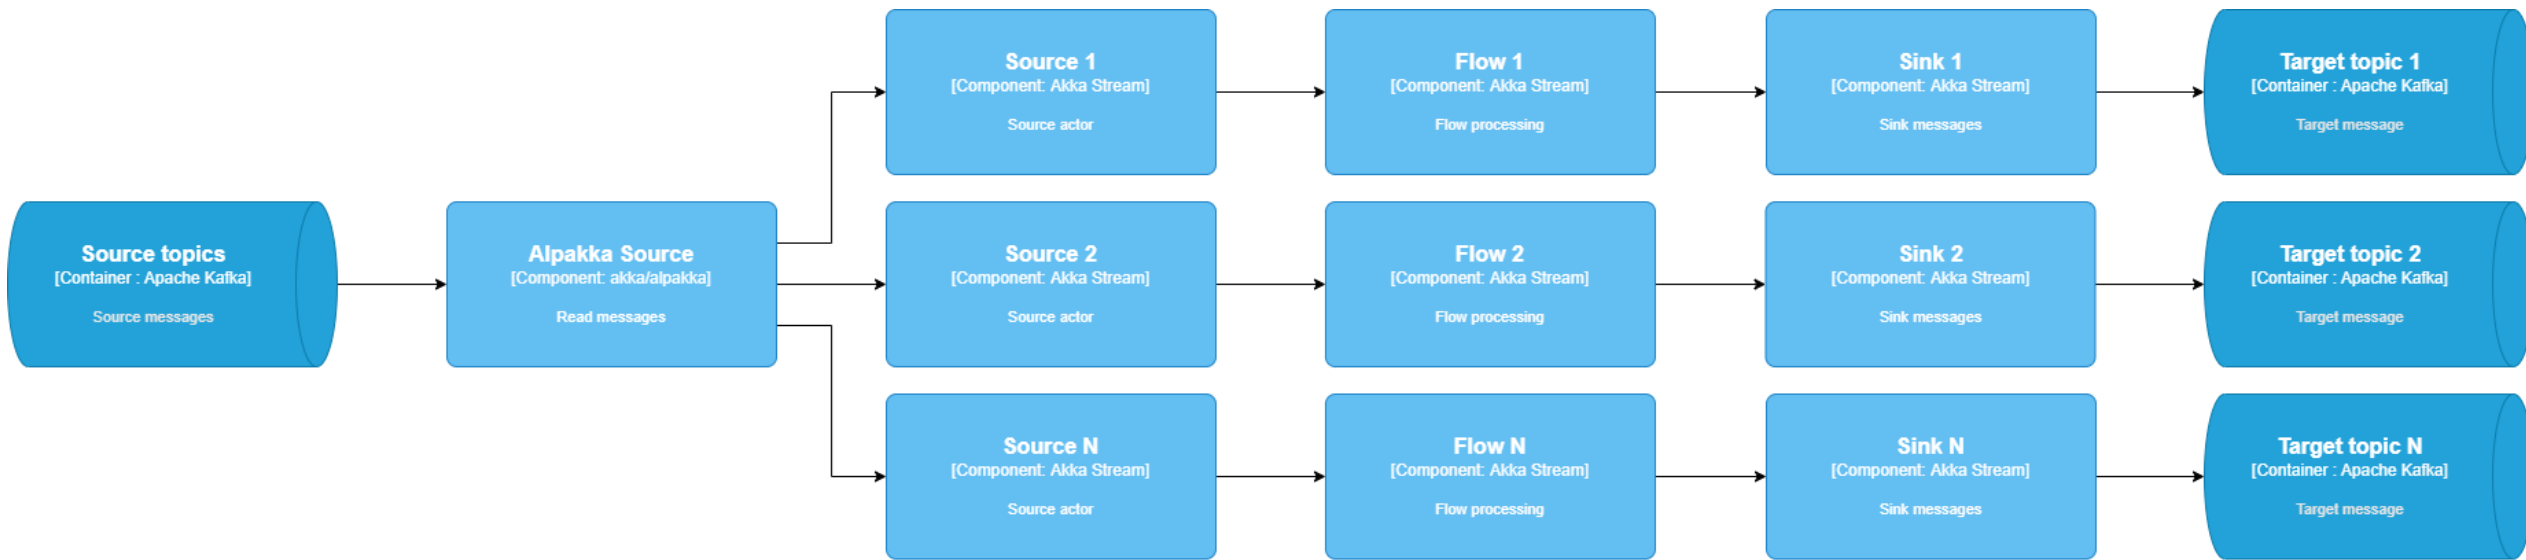 Source topics
[Container : Apache Kafka]
Source messages
Alpakka Source
[Component: akka/alpakka]
Read messages
Source 1
[Component: Akka Stream]
Source actor
Flow 1
[Component: Akka Stream]
Flow processing
Sink 1
[Component: Akka Stream]
Sink messages
Target topic 1
[Container : Apache Kafka]
Target message
Source 2
[Component: Akka Stream]
Source actor
Flow 2
[Component: Akka Stream]
Flow processing
Sink 2
[Component: Akka Stream]
Sink messages
Target topic 2
[Container : Apache Kafka]
Target message
Source N
[Component: Akka Stream]
Source actor
Flow N
[Component: Akka Stream]
Flow processing
Sink N
[Component: Akka Stream]
Sink messages
Target topic N
[Container : Apache Kafka]
Target message